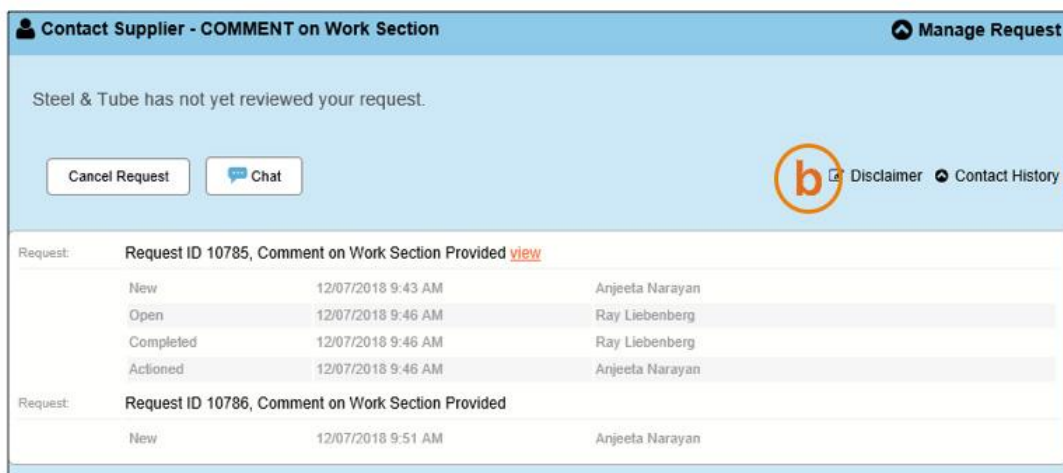 Contact Supplier - COMMENT on Work Section Manage Request
Steel & Tube has not yet reviewed your request.
Cancel Request Chat b Disclaimer Contact History
Request: Request ID 10785, Comment on Work Section Provided view
New 12/07/2018 9:43 AM Anjeeta Narayan
Open 12/07/2018 9:46 AM Ray Liebenberg
Completed 12/07/2018 9:46 AM Ray Liebenberg
Actioned 12/07/2018 9:46 AM Anjeeta Narayan
Request: Request ID 10786, Comment on Work Section Provided
New 12/07/2018 9:51 AM Anjeeta Narayan